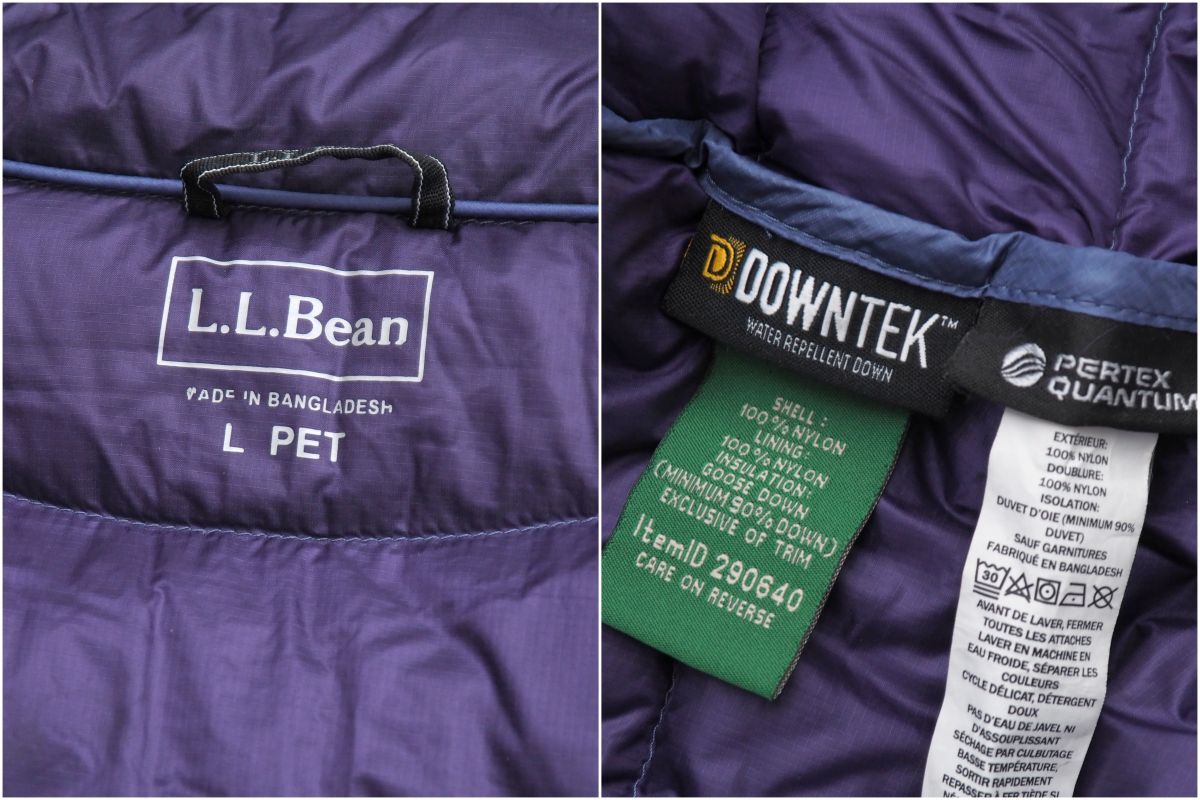 L.L.Bean
MADE IN BANGLADESH
L PET
DOWNTEK™
WATER REPELLENT DOWN
PERTEX
QUANTUM
SHELL:
100% NYLON
LINING:
100% NYLON
INSULATION:
GOOSE DOWN
(MINIMUM 90% DOWN)
EXCLUSIVE OF TRIM
ItemID 290640
CARE ON REVERSE
EXTÉRIEUR:
100% NYLON
DOUBLURE:
100% NYLON
ISOLATION:
DUVET D'OIE (MINIMUM 90%
DUVET)
SAUF GARNITURES
FABRIQUÉ EN BANGLADESH
30
AVANT DE LAVER, FERMER
TOUTES LES ATTACHES
LAVER EN MACHINE EN
EAU FROIDE, SÉPARER LES
COULEURS
CYCLE DÉLICAT, DÉTERGENT
DOUX
PAS D'EAU DE JAVEL NI
D'ASSOUPLISSANT
SÉCHAGE PAR CULBUTAGE
BASSE TEMPÉRATURE,
SORTIR RAPIDEMENT
REPASSER À FER TIÈDE SI